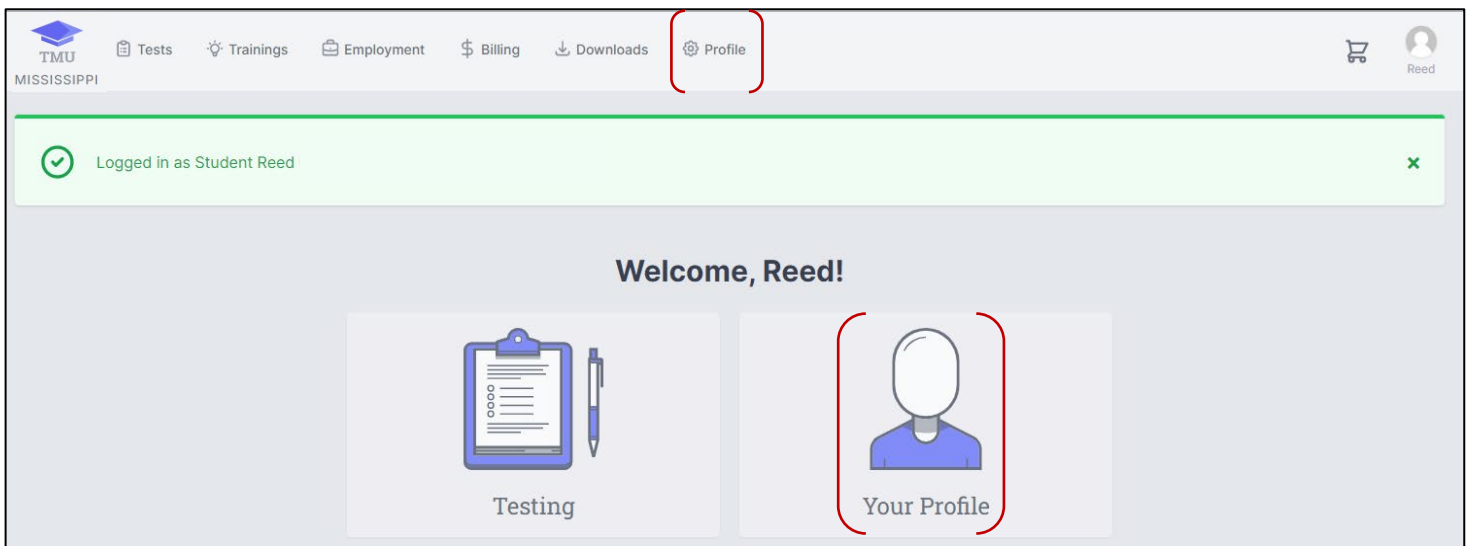 TMU
MISSISSIPPI
Tests Trainings Employment $ Billing Downloads Profile
Reed
Logged in as Student Reed
Welcome, Reed!
Testing
Your Profile